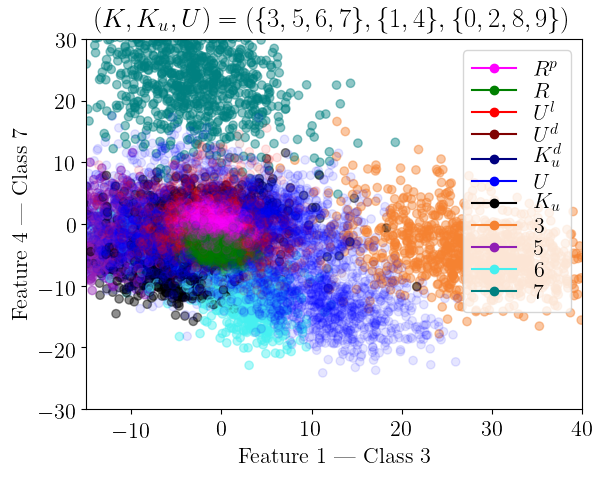 (K, K_u, U) = ({3, 5, 6, 7}, {1, 4}, {0, 2, 8, 9})
30
20
10
0
−10
−20
−30
Feature 4 — Class 7
R^p
R
U^l
U^d
K_u^d
U
K_u
3
5
6
7
−10
0
10
20
30
40
Feature 1 — Class 3